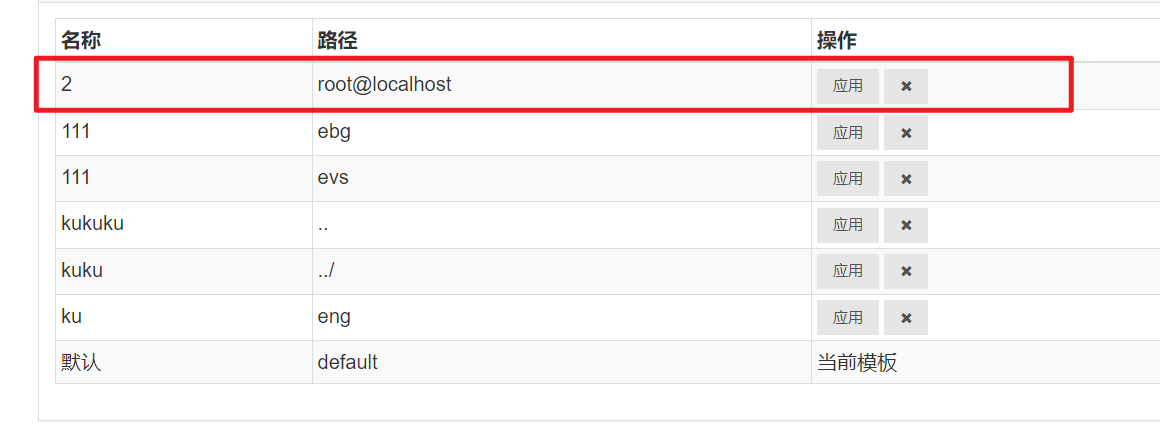 名称 路径 操作
2 root@localhost 应用 ×
111 ebg 应用 ×
111 evs 应用 ×
kukuku .. 应用 ×
kuku ../ 应用 ×
ku eng 应用 ×
默认 default 当前模板